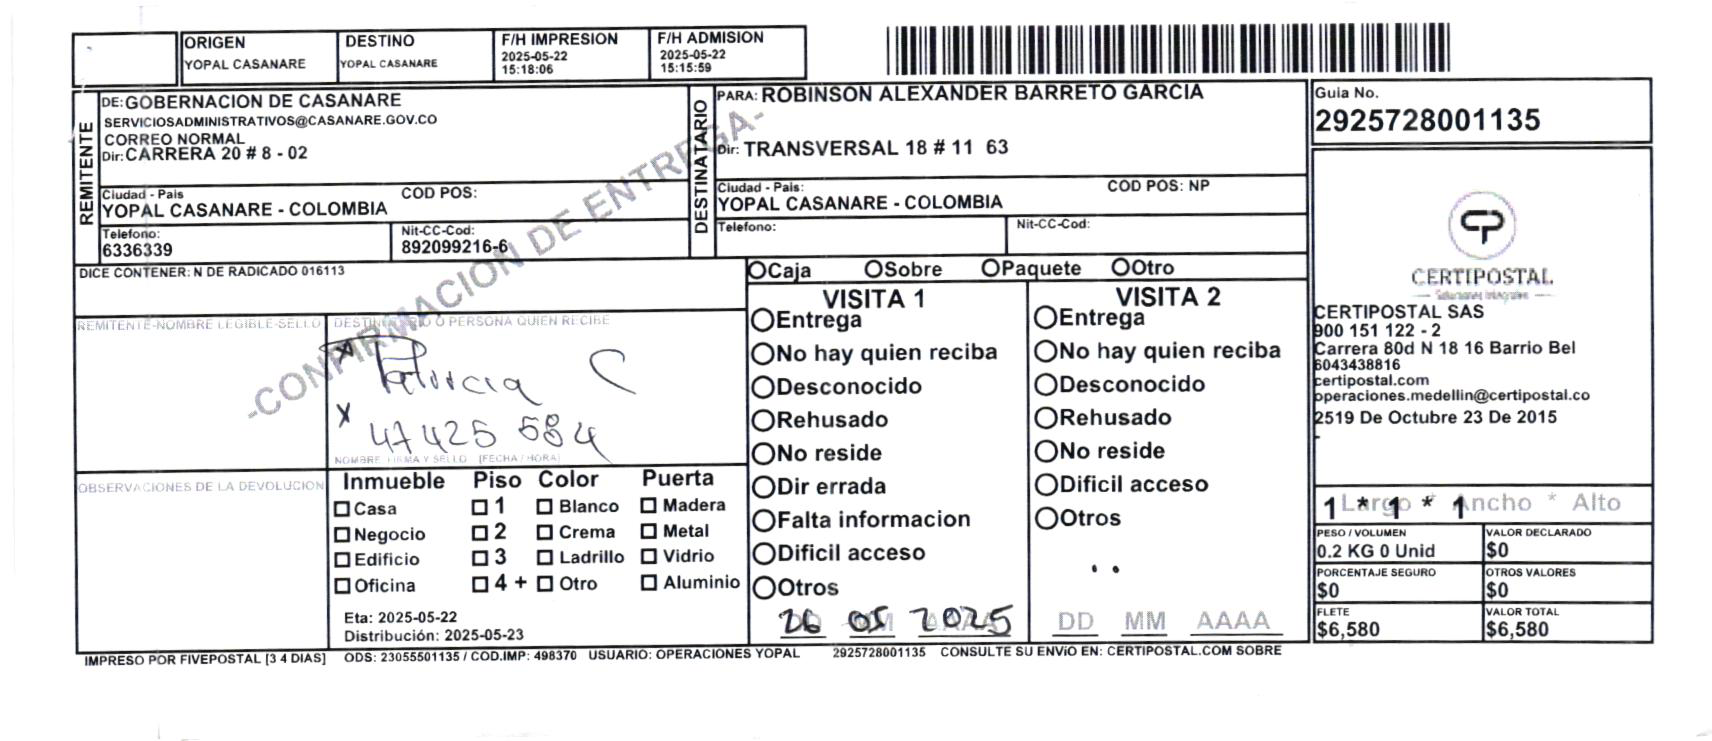 ORIGEN
YOPAL CASANARE
DESTINO
YOPAL CASANARE
F/H IMPRESION
2025-05-22
15:18:06
F/H ADMISION
2025-05-22
15:15:59
REMITENTE
DE: GOBERNACION DE CASANARE
SERVICIOSADMINISTRATIVOS@CASANARE.GOV.CO
CORREO NORMAL
Dir: CARRERA 20 # 8 - 02
Ciudad - Pais
COD POS:
YOPAL CASANARE - COLOMBIA
Telefono:
6336339
Nit-CC-Cod:
892099216-6
DESTINATARIO
PARA: ROBINSON ALEXANDER BARRETO GARCIA
Dir: TRANSVERSAL 18 # 11 63
Ciudad - Pais:
COD POS: NP
YOPAL CASANARE - COLOMBIA
Telefono:
Nit-CC-Cod:
Guia No.
2925728001135
-CONFIRMACION DE ENTREGA-
DICE CONTENER: N DE RADICADO 016113
REMITENTE-NOMBRE LEGIBLE-SELLO
DESTINATARIO O PERSONA QUIEN RECIBE
x Patricia C
x 47425 584
NOMBRE FIRMA Y SELLO (FECHA / HORA)
OBSERVACIONES DE LA DEVOLUCION
Inmueble Piso Color Puerta
Casa 1 Blanco Madera
Negocio 2 Crema Metal
Edificio 3 Ladrillo Vidrio
Oficina 4 + Otro Aluminio
Eta: 2025-05-22
Distribución: 2025-05-23
Caja Sobre Paquete Otro
VISITA 1
Entrega
No hay quien reciba
Desconocido
Rehusado
No reside
Dir errada
Falta informacion
Dificil acceso
Otros
DD MM AAAA
26 05 2025
VISITA 2
Entrega
No hay quien reciba
Desconocido
Rehusado
No reside
Dificil acceso
Otros
DD MM AAAA
CERTIPOSTAL
Soluciones Integrales
CERTIPOSTAL SAS
900 151 122 - 2
Carrera 80d N 18 16 Barrio Bel
6043438816
certipostal.com
operaciones.medellin@certipostal.co
2519 De Octubre 23 De 2015
-
Largo * Ancho * Alto
1 * 1 * 1
PESO / VOLUMEN
0.2 KG 0 Unid
VALOR DECLARADO
$0
PORCENTAJE SEGURO
$0
OTROS VALORES
$0
FLETE
$6,580
VALOR TOTAL
$6,580
IMPRESO POR FIVEPOSTAL [3 4 DIAS] ODS: 23055501135 / COD.IMP: 498370 USUARIO: OPERACIONES YOPAL 2925728001135 CONSULTE SU ENVíO EN: CERTIPOSTAL.COM SOBRE